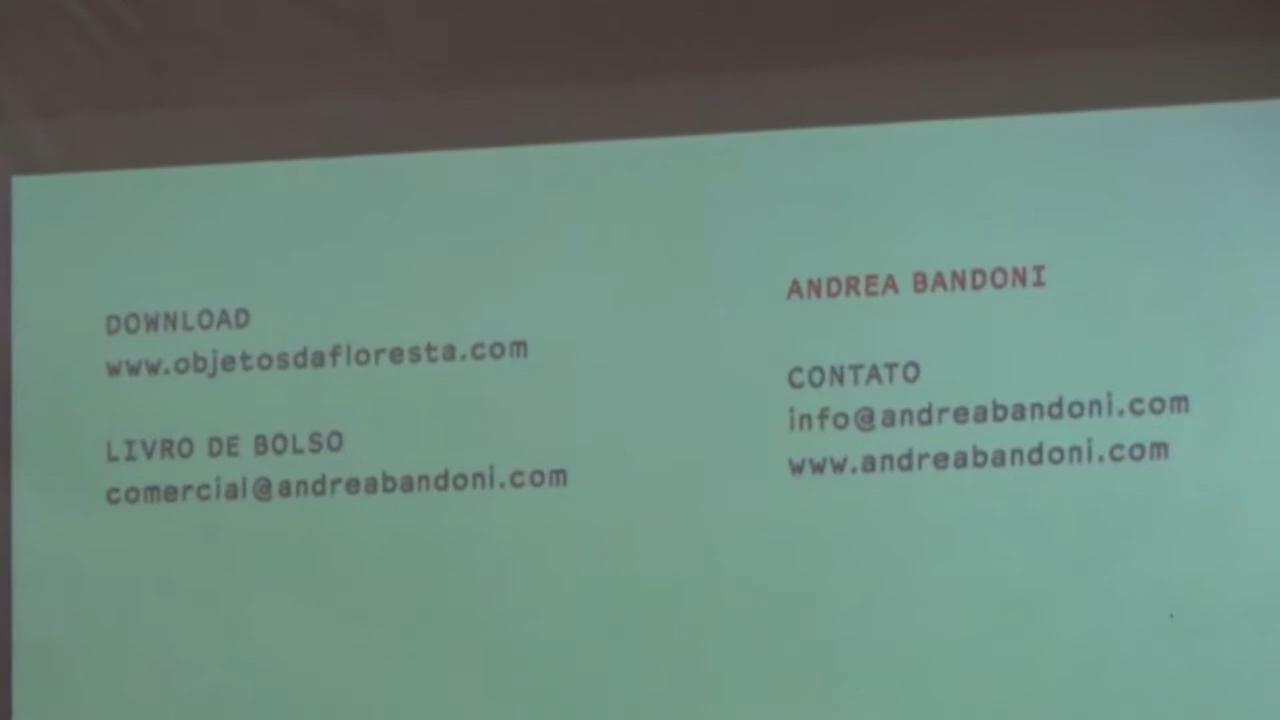 DOWNLOAD
www.objetosdafloresta.com
LIVRO DE BOLSO
comercial@andreabandoni.com
ANDREA BANDONI
CONTATO
info@andreabandoni.com
www.andreabandoni.com